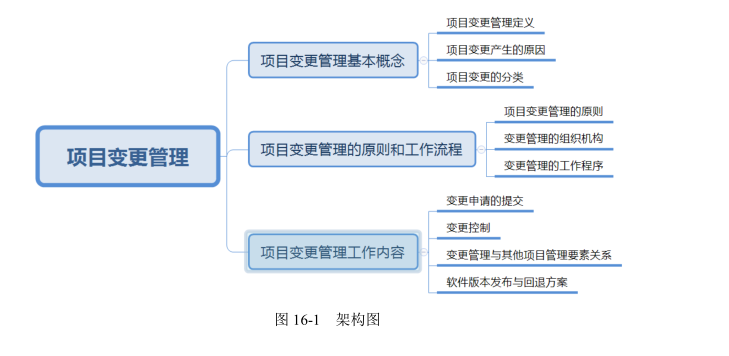 项目变更管理
项目变更管理基本概念
项目变更管理定义
项目变更产生的原因
项目变更的分类
项目变更管理的原则和工作流程
项目变更管理的原则
变更管理的组织机构
变更管理的工作程序
项目变更管理工作内容
变更申请的提交
变更控制
变更管理与其他项目管理要素关系
软件版本发布与回退方案
图 16-1 架构图